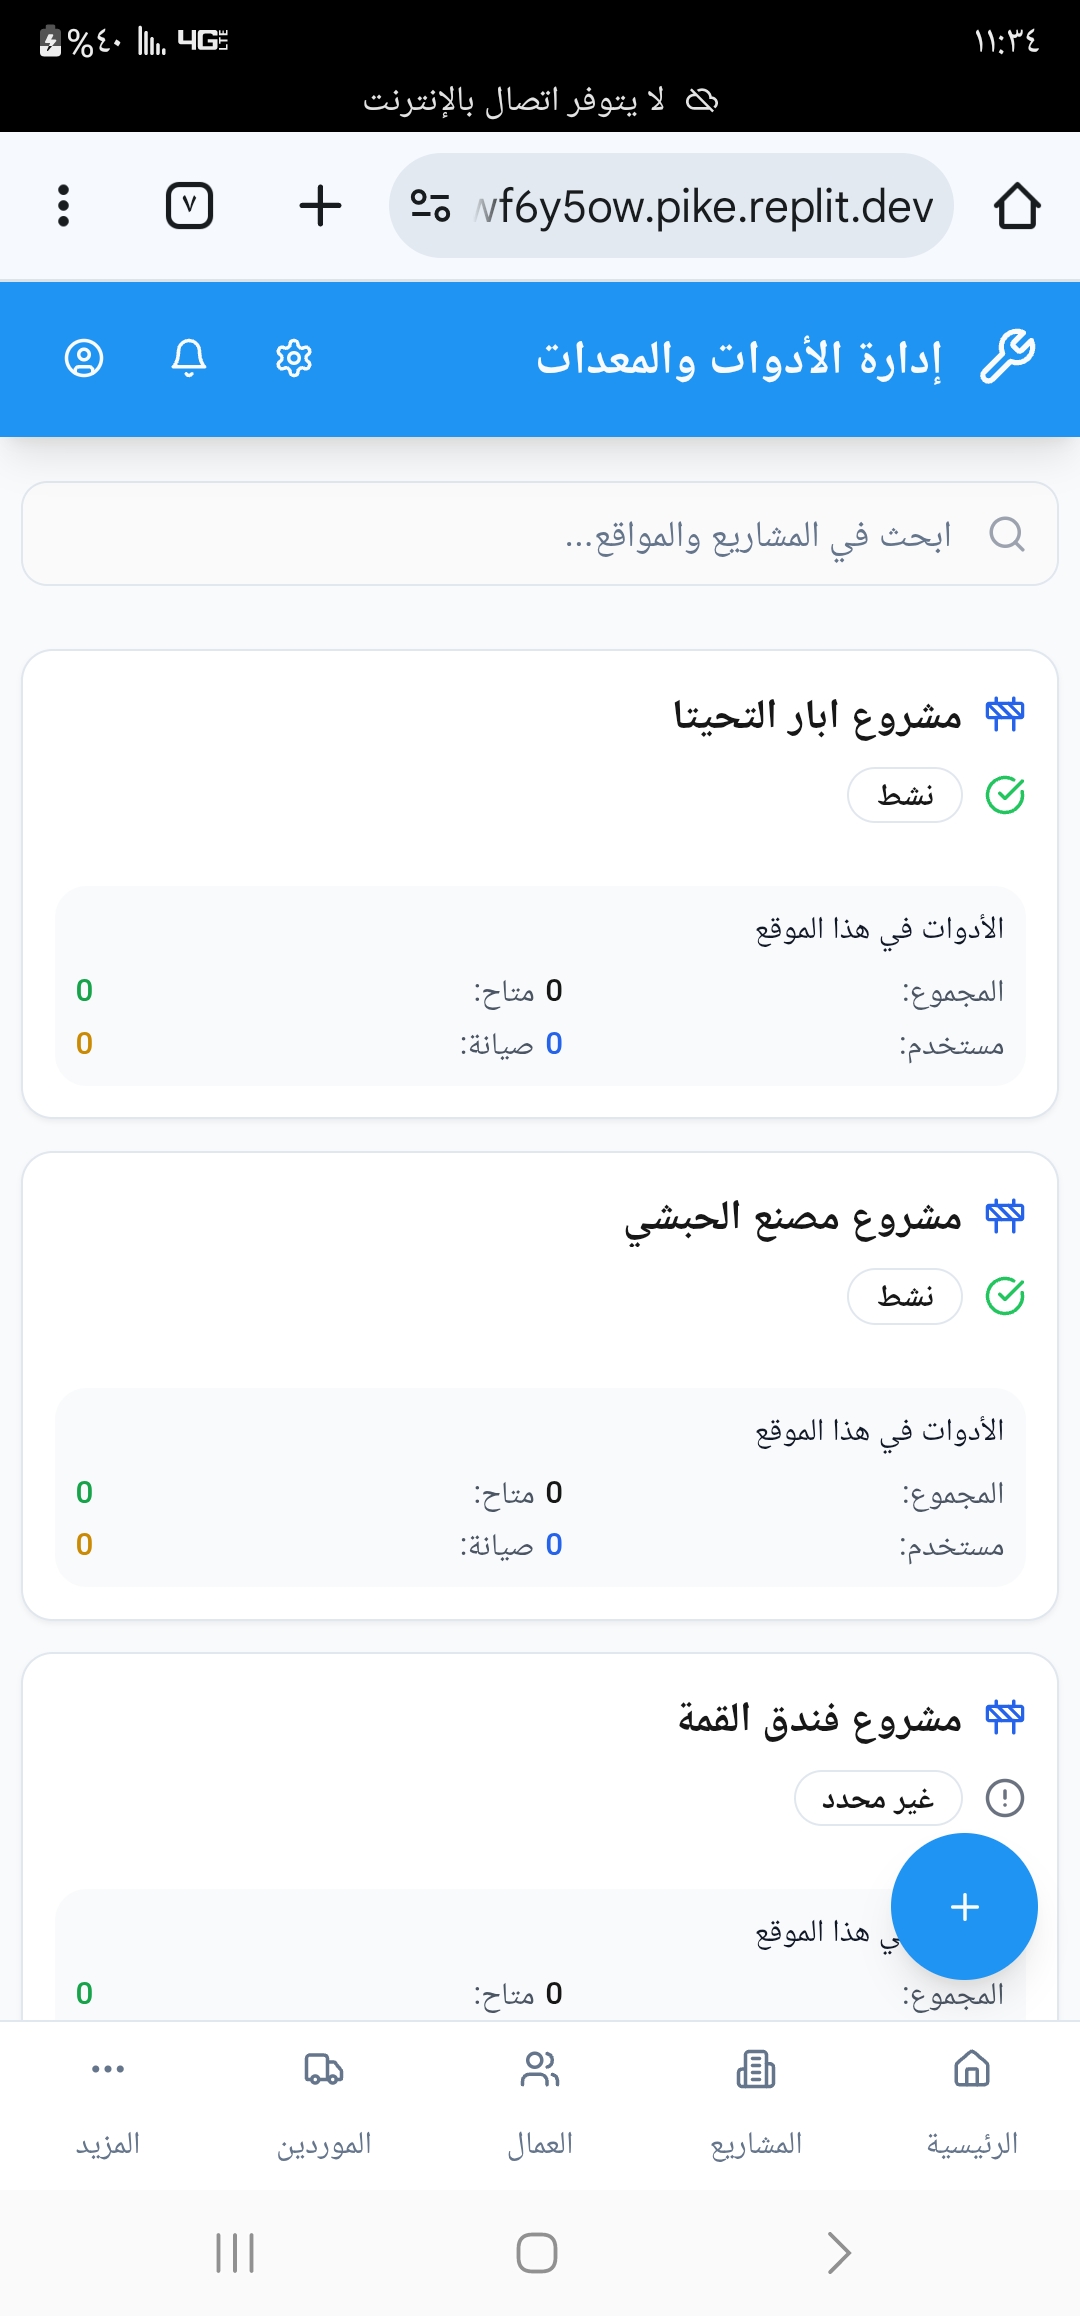 ١١:٣٤
4G LTE
%٤٠
لا يتوفر اتصال بالإنترنت
wf6y5ow.pike.replit.dev
٧
إدارة الأدوات والمعدات
ابحث في المشاريع والمواقع...
مشروع ابار التحيتا
نشط
الأدوات في هذا الموقع
المجموع: 0 متاح: 0
مستخدم: 0 صيانة: 0
مشروع مصنع الحبشي
نشط
الأدوات في هذا الموقع
المجموع: 0 متاح: 0
مستخدم: 0 صيانة: 0
مشروع فندق القمة
غير محدد
هذا الموقع
المجموع: 0 متاح: 0
الرئيسية
المشاريع
العمال
الموردين
المزيد